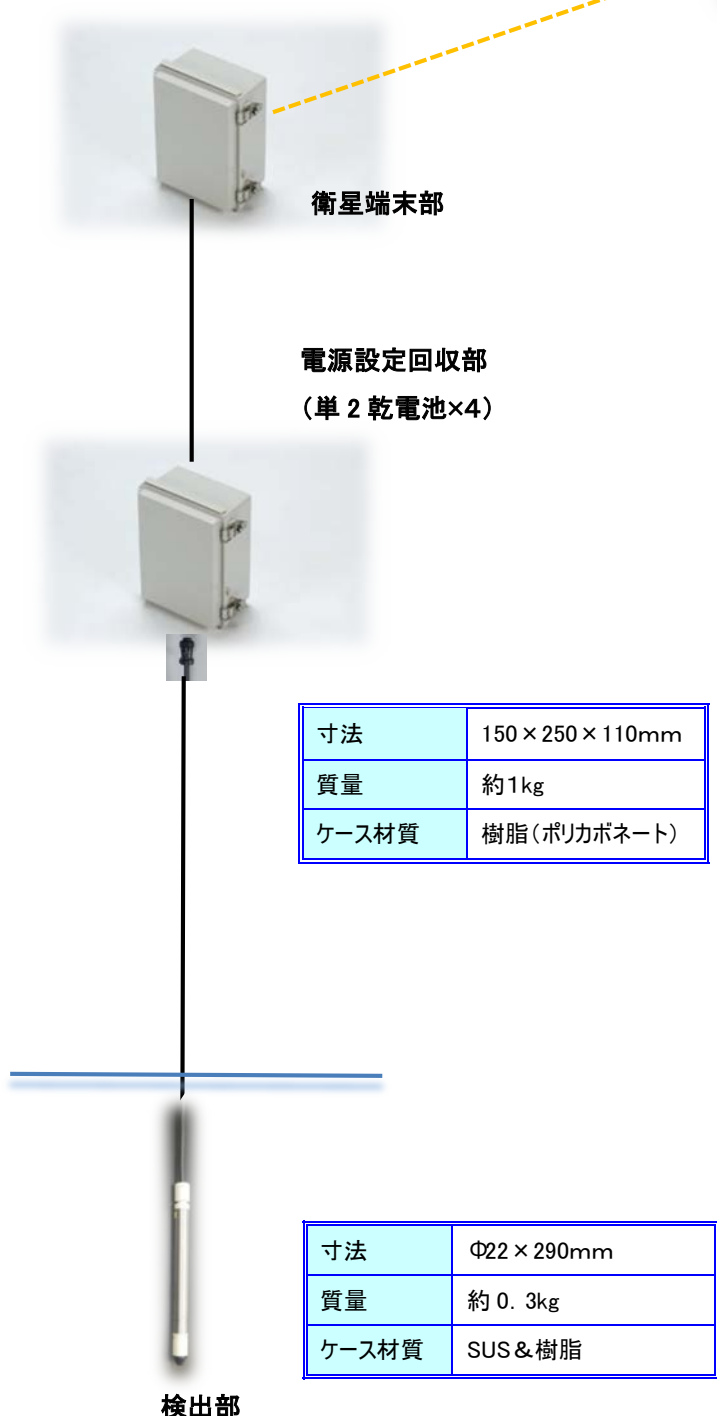 衛星端末部
電源設定回収部
（単2乾電池×4）
寸法 150×250×110mm
質量 約1kg
ケース材質 樹脂（ポリカボネート）
寸法 Φ22×290mm
質量 約0.3kg
ケース材質 SUS＆樹脂
検出部